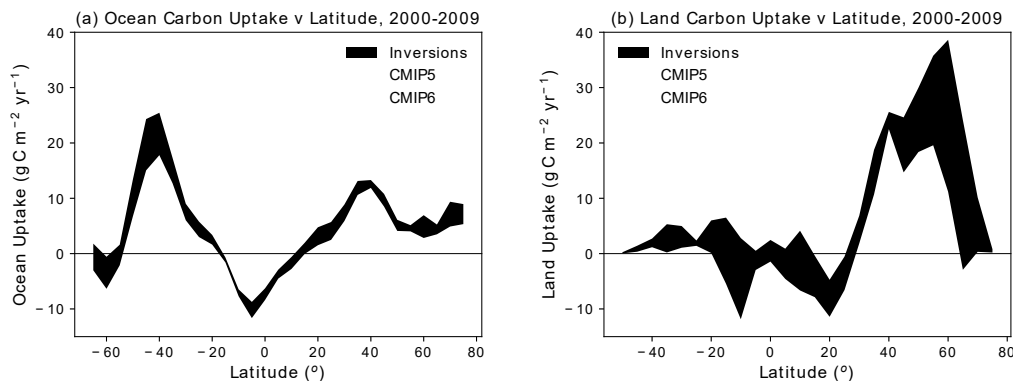 (a) Ocean Carbon Uptake v Latitude, 2000-2009
40
30
20
10
0
−10
Ocean Uptake (g C m⁻² yr⁻¹)
Inversions
CMIP5
CMIP6
−60 −40 −20 0 20 40 60 80
Latitude (°)
(b) Land Carbon Uptake v Latitude, 2000-2009
40
30
20
10
0
−10
Land Uptake (g C m⁻² yr⁻¹)
Inversions
CMIP5
CMIP6
−40 −20 0 20 40 60 80
Latitude (°)